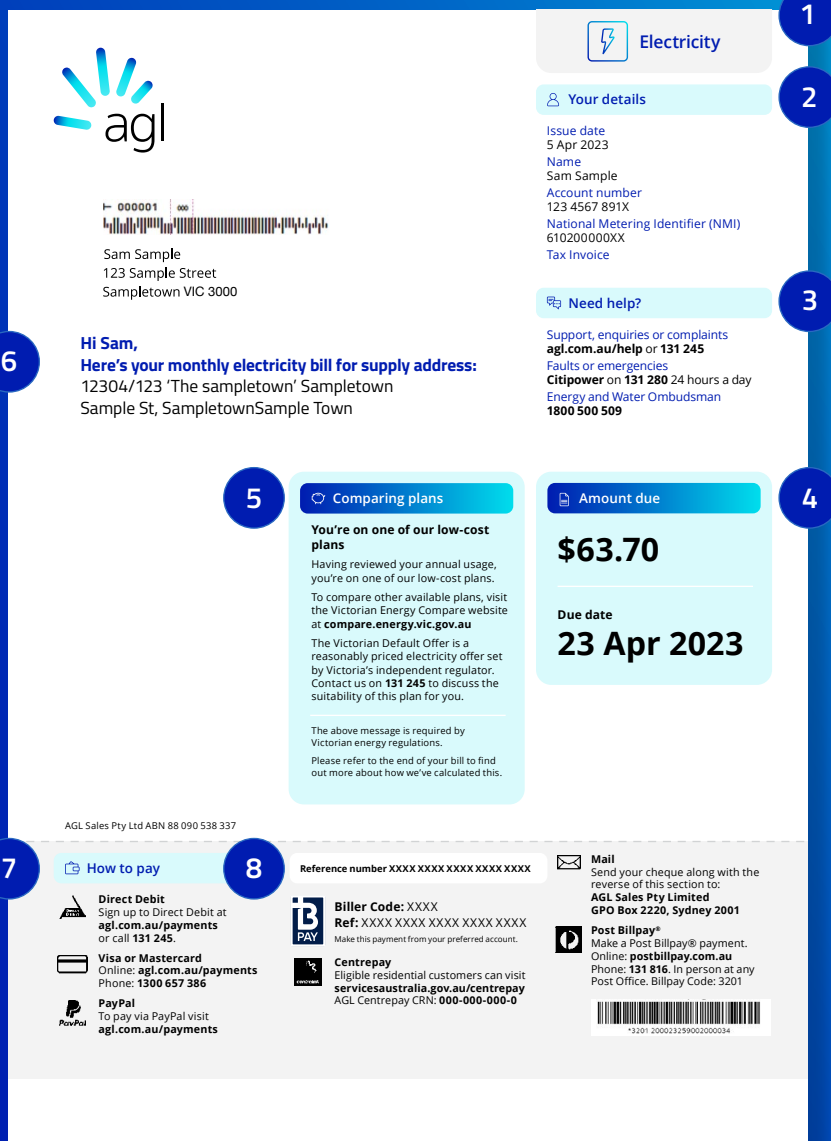 1
Electricity
agl
2
Your details
Issue date
5 Apr 2023
Name
Sam Sample
Account number
123 4567 891X
National Metering Identifier (NMI)
610200000XX
Tax Invoice
000001
000
Sam Sample
123 Sample Street
Sampletown VIC 3000
3
Need help?
Support, enquiries or complaints
agl.com.au/help or 131 245
Faults or emergencies
Citipower on 131 280 24 hours a day
Energy and Water Ombudsman
1800 500 509
6
Hi Sam,
Here’s your monthly electricity bill for supply address:
12304/123 ‘The sampletown’ Sampletown
Sample St, SampletownSample Town
5
Comparing plans
You’re on one of our low-cost
plans
Having reviewed your annual usage,
you’re on one of our low-cost plans.
To compare other available plans, visit
the Victorian Energy Compare website
at compare.energy.vic.gov.au
The Victorian Default Offer is a
reasonably priced electricity offer set
by Victoria’s independent regulator.
Contact us on 131 245 to discuss the
suitability of this plan for you.
The above message is required by
Victorian energy regulations.
Please refer to the end of your bill to find
out more about how we’ve calculated this.
4
Amount due
$63.70
Due date
23 Apr 2023
AGL Sales Pty Ltd ABN 88 090 538 337
7
How to pay
Direct Debit
Sign up to Direct Debit at
agl.com.au/payments
or call 131 245.
Visa or Mastercard
Online: agl.com.au/payments
Phone: 1300 657 386
PayPal
PayPal
To pay via PayPal visit
agl.com.au/payments
8
Reference number XXXX XXXX XXXX XXXX XXXX
B
PAY
Biller Code: XXXX
Ref: XXXX XXXX XXXX XXXX XXXX
Make this payment from your preferred account.
Centrepay
Eligible residential customers can visit
servicesaustralia.gov.au/centrepay
AGL Centrepay CRN: 000-000-000-0
Mail
Send your cheque along with the
reverse of this section to:
AGL Sales Pty Limited
GPO Box 2220, Sydney 2001
Post Billpay®
Make a Post Billpay® payment.
Online: postbillpay.com.au
Phone: 131 816. In person at any
Post Office. Billpay Code: 3201
*3201 200023259002000034